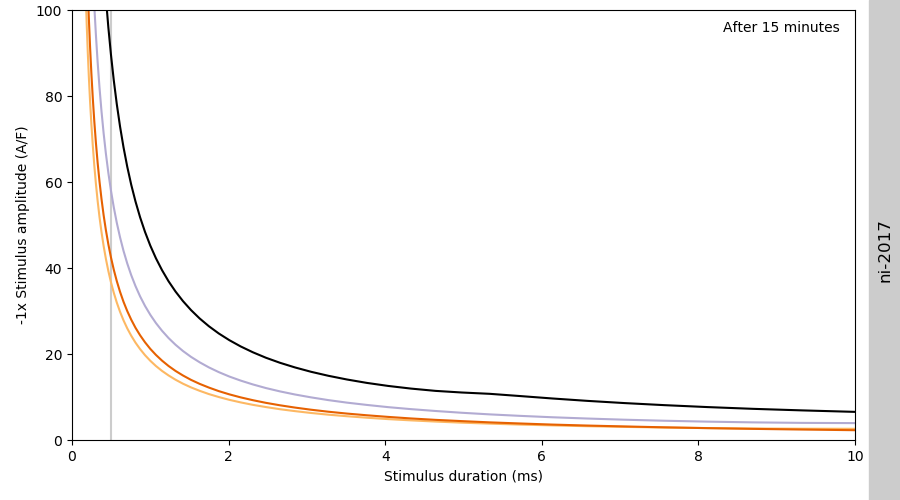 After 15 minutes
100
80
60
40
20
0
-1x Stimulus amplitude (A/F)
0 2 4 6 8 10
Stimulus duration (ms)
ni-2017